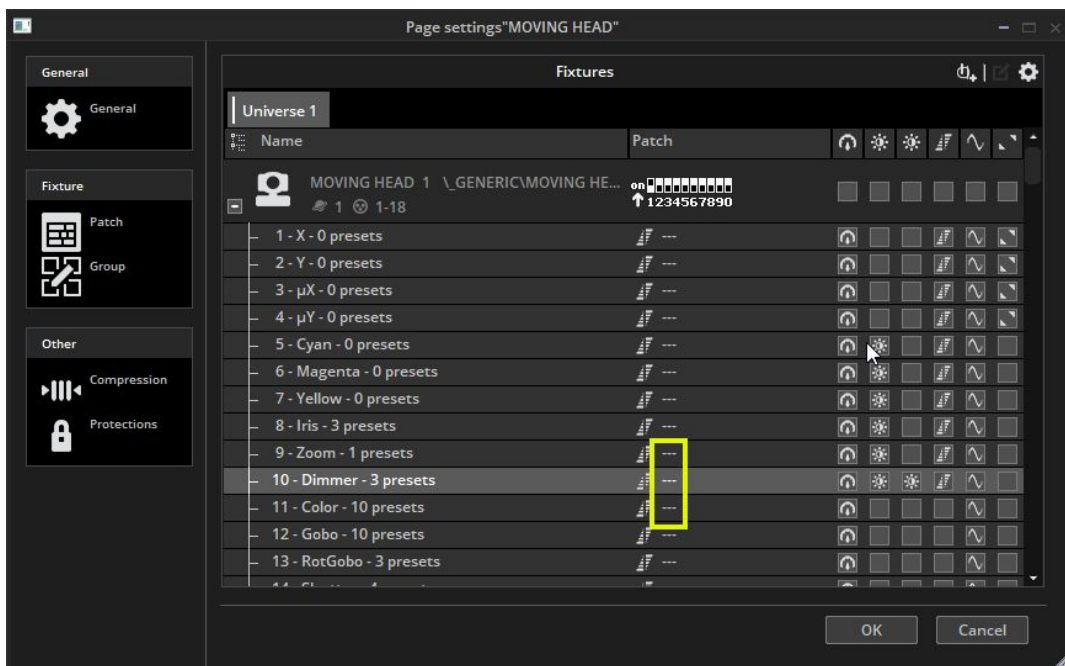 Page settings"MOVING HEAD"
General
General
Fixture
Patch
Group
Other
Compression
Protections
Fixtures
Universe 1
Name Patch
MOVING HEAD 1 \_GENERIC\MOVING HE... on
1 1-18 1234567890
1 - X - 0 presets ---
2 - Y - 0 presets ---
3 - µX - 0 presets ---
4 - µY - 0 presets ---
5 - Cyan - 0 presets ---
6 - Magenta - 0 presets ---
7 - Yellow - 0 presets ---
8 - Iris - 3 presets ---
9 - Zoom - 1 presets ---
10 - Dimmer - 3 presets ---
11 - Color - 10 presets ---
12 - Gobo - 10 presets ---
13 - RotGobo - 3 presets ---
OK Cancel